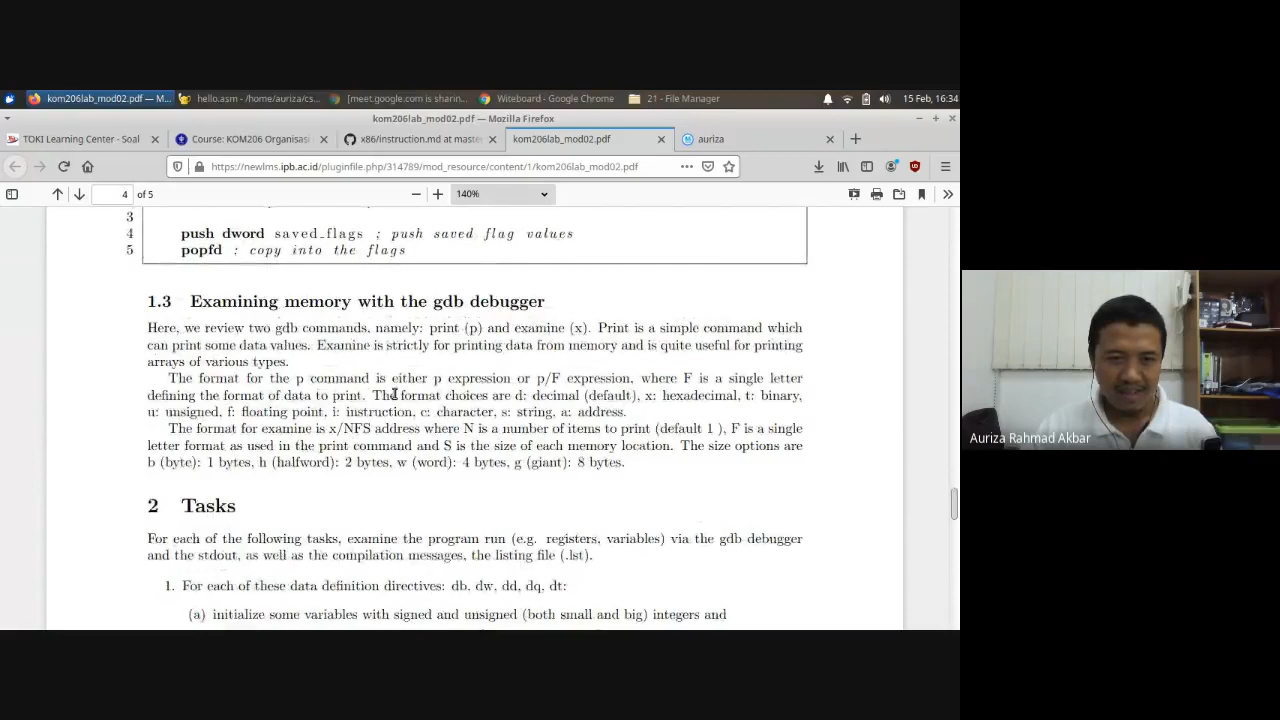 kom206lab_mod02.pdf — M...
hello.asm - /home/auriza/cs...
[meet.google.com is sharin...
Witeboard - Google Chrome
21 - File Manager
15 Feb, 16:34
kom206lab_mod02.pdf — Mozilla Firefox
TOKI Learning Center - Soal
Course: KOM206 Organisasi
x86/instruction.md at master
kom206lab_mod02.pdf
auriza
https://newlms.ipb.ac.id/pluginfile.php/314789/mod_resource/content/1/kom206lab_mod02.pdf
4 of 5
140%
3
4 push dword saved_flags ; push saved flag values
5 popfd ; copy into the flags
1.3 Examining memory with the gdb debugger
Here, we review two gdb commands, namely: print (p) and examine (x). Print is a simple command which
can print some data values. Examine is strictly for printing data from memory and is quite useful for printing
arrays of various types.
The format for the p command is either p expression or p/F expression, where F is a single letter
defining the format of data to print. The format choices are d: decimal (default), x: hexadecimal, t: binary,
u: unsigned, f: floating point, i: instruction, c: character, s: string, a: address.
The format for examine is x/NFS address where N is a number of items to print (default 1 ), F is a single
letter format as used in the print command and S is the size of each memory location. The size options are
b (byte): 1 bytes, h (halfword): 2 bytes, w (word): 4 bytes, g (giant): 8 bytes.
2 Tasks
For each of the following tasks, examine the program run (e.g. registers, variables) via the gdb debugger
and the stdout, as well as the compilation messages, the listing file (.lst).
1. For each of these data definition directives: db, dw, dd, dq, dt:
(a) initialize some variables with signed and unsigned (both small and big) integers and
Auriza Rahmad Akbar